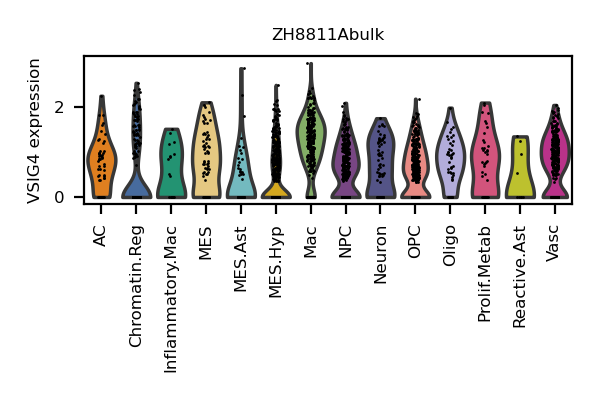 ZH8811Abulk
VSIG4 expression
2
0
AC
Chromatin.Reg
Inflammatory.Mac
MES
MES.Ast
MES.Hyp
Mac
NPC
Neuron
OPC
Oligo
Prolif.Metab
Reactive.Ast
Vasc